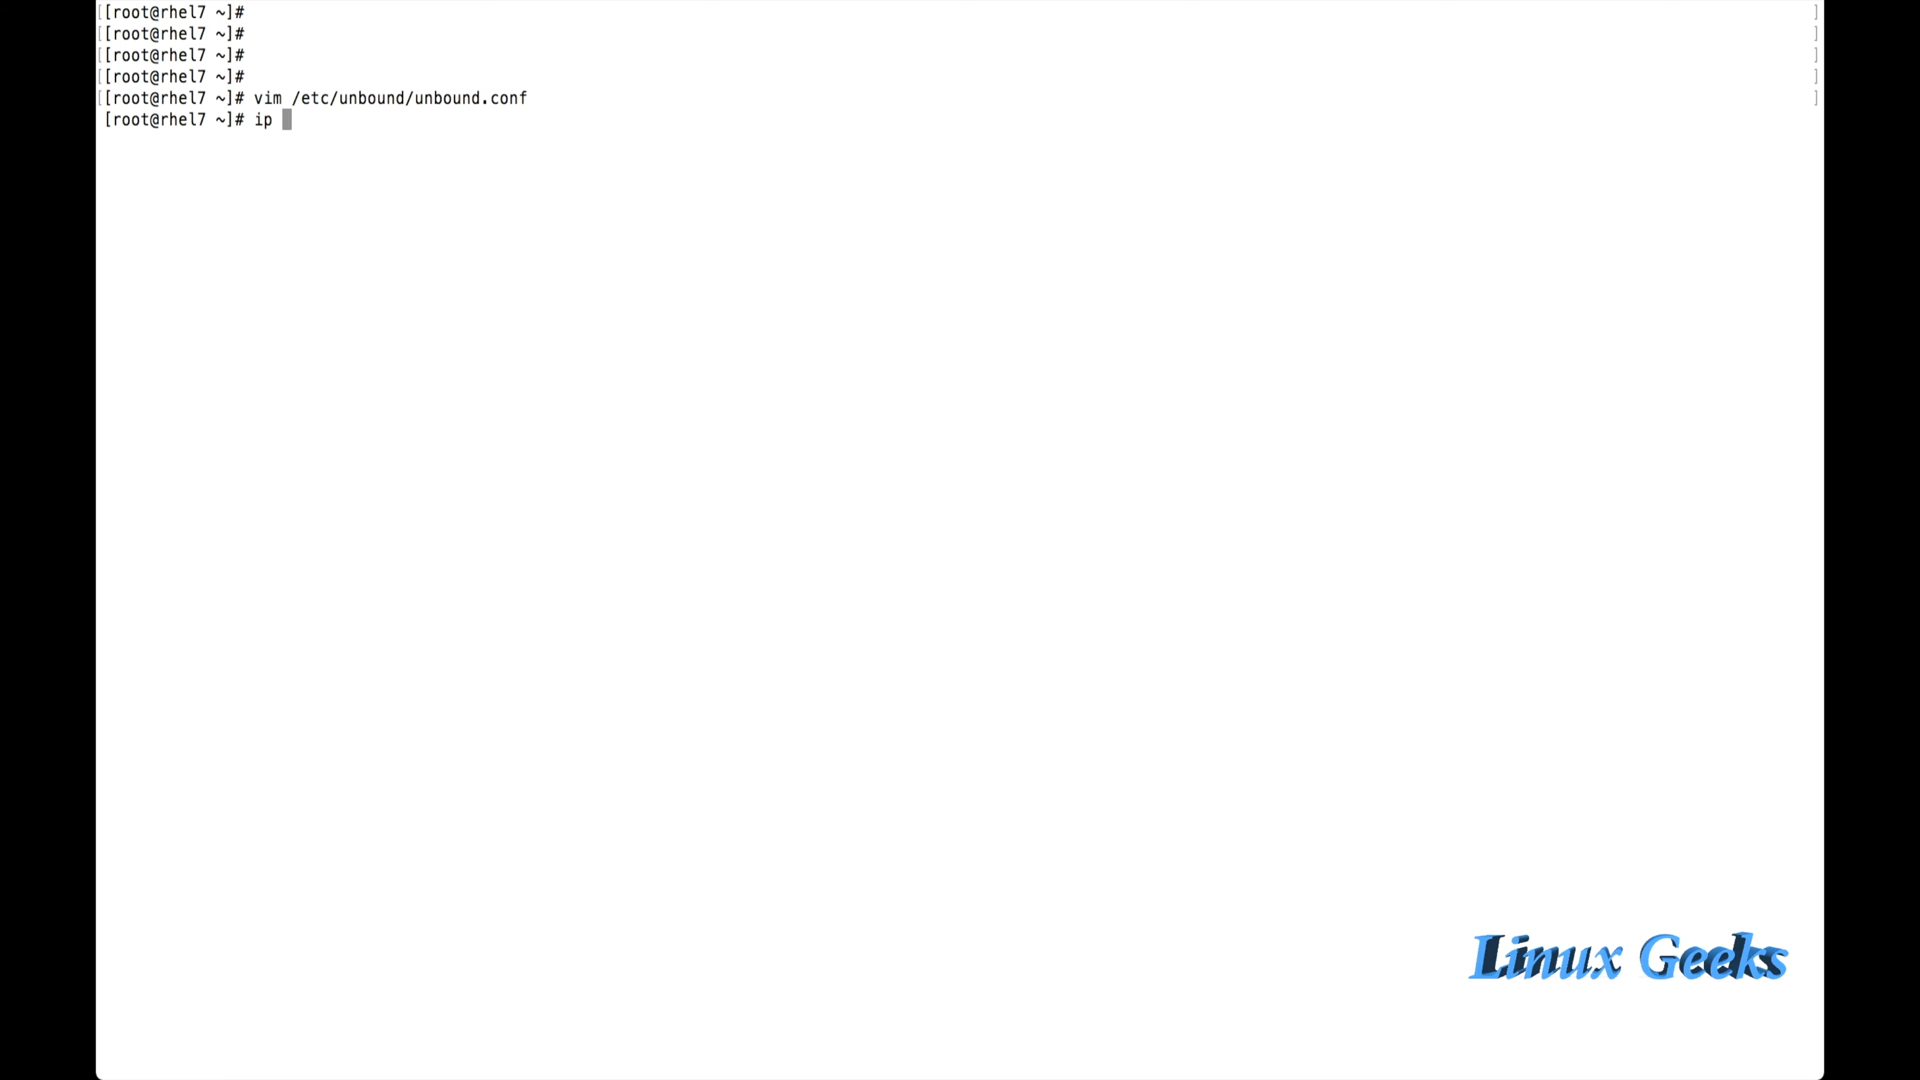 [[root@rhel7 ~]# ]
[[root@rhel7 ~]# ]
[[root@rhel7 ~]# ]
[[root@rhel7 ~]# ]
[[root@rhel7 ~]# vim /etc/unbound/unbound.conf ]
[root@rhel7 ~]# ip
Linux Geeks